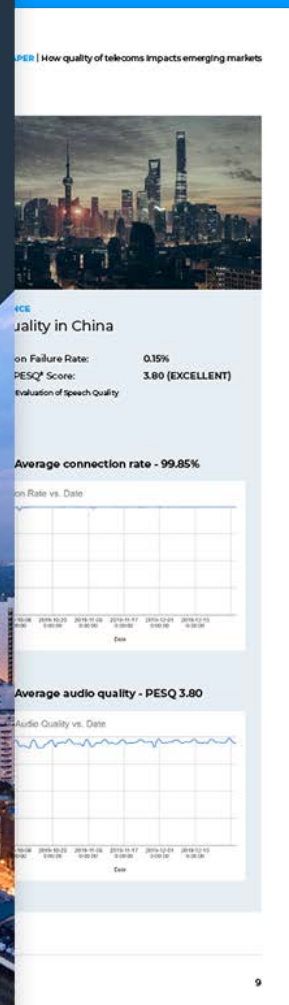 PER | How quality of telecoms impacts emerging markets
NCE
uality in China
on Failure Rate: 0.15%
PESQ* Score: 3.80 (EXCELLENT)
Evaluation of Speech Quality
Average connection rate - 99.85%
on Rate vs. Date
Date
Average audio quality - PESQ 3.80
Audio Quality vs. Date
Date
9